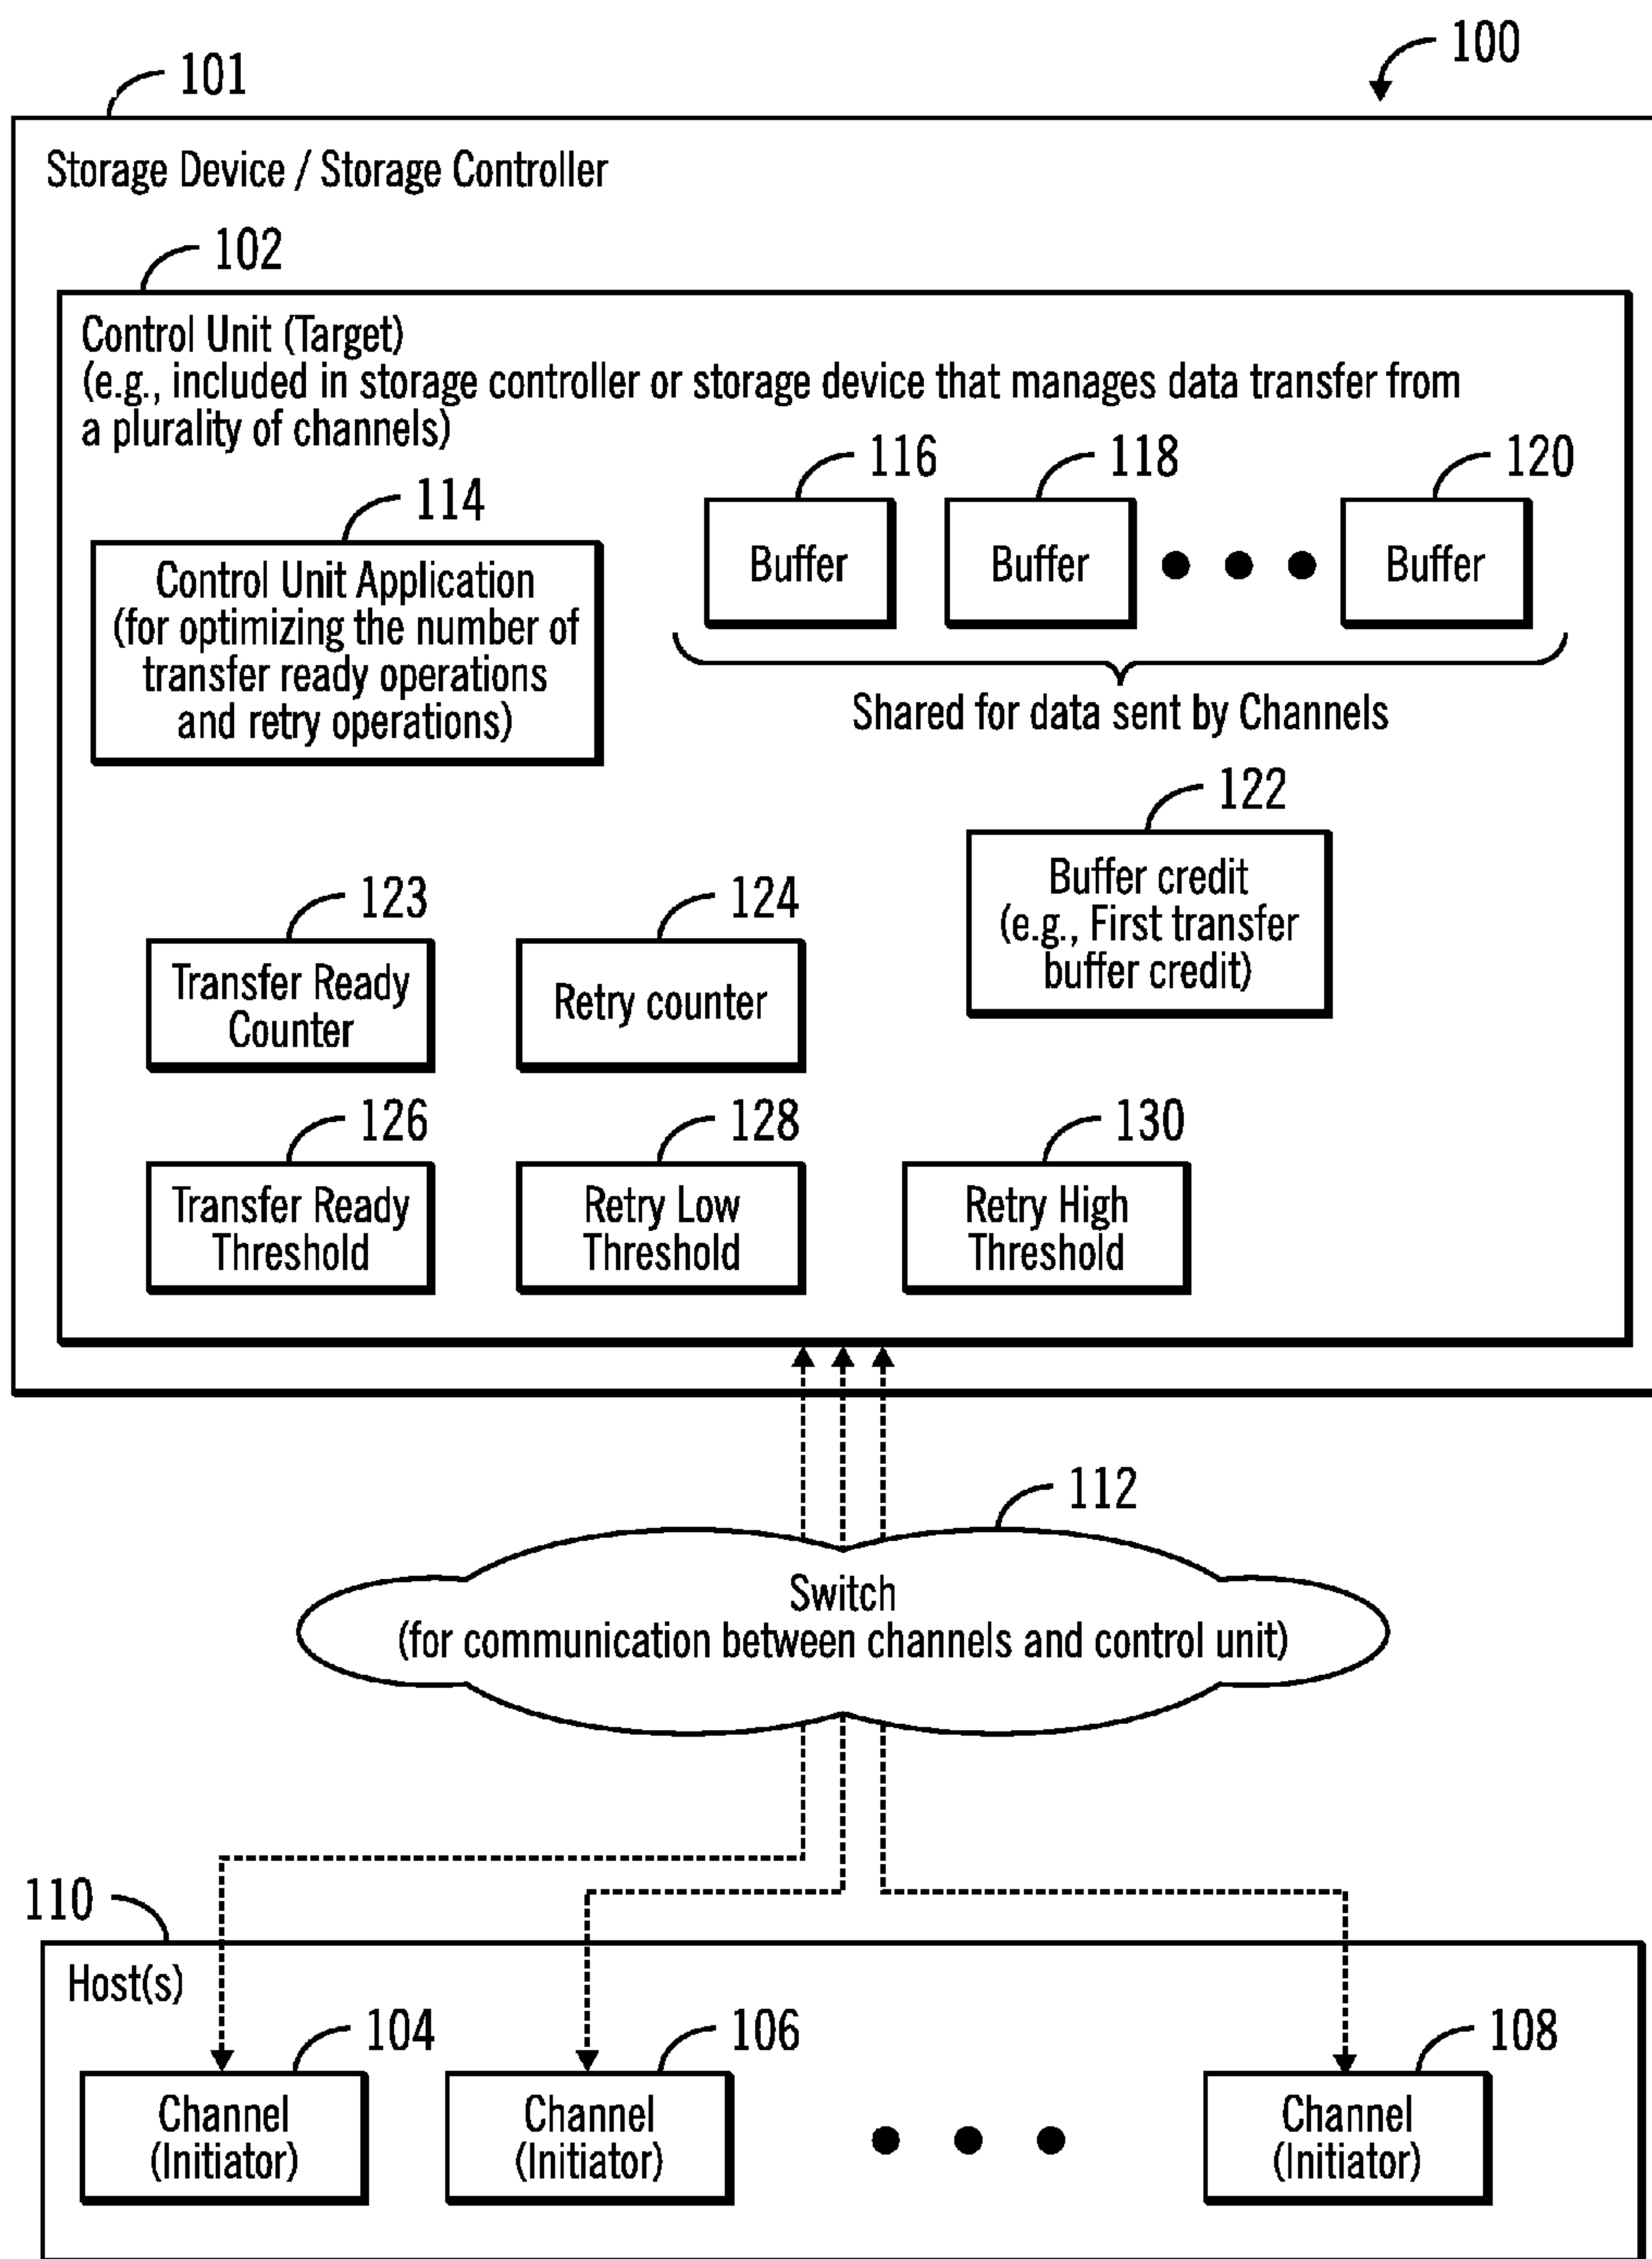 100
101
Storage Device / Storage Controller
102
Control Unit (Target)
(e.g., included in storage controller or storage device that manages data transfer from
a plurality of channels)
116
118
120
114
Buffer
Buffer
Buffer
Control Unit Application
(for optimizing the number of
transfer ready operations
and retry operations)
Shared for data sent by Channels
122
Buffer credit
(e.g., First transfer
buffer credit)
123
124
Transfer Ready
Counter
Retry counter
126
128
130
Transfer Ready
Threshold
Retry Low
Threshold
Retry High
Threshold
112
Switch
(for communication between channels and control unit)
110
Host(s)
104
106
108
Channel
(Initiator)
Channel
(Initiator)
Channel
(Initiator)